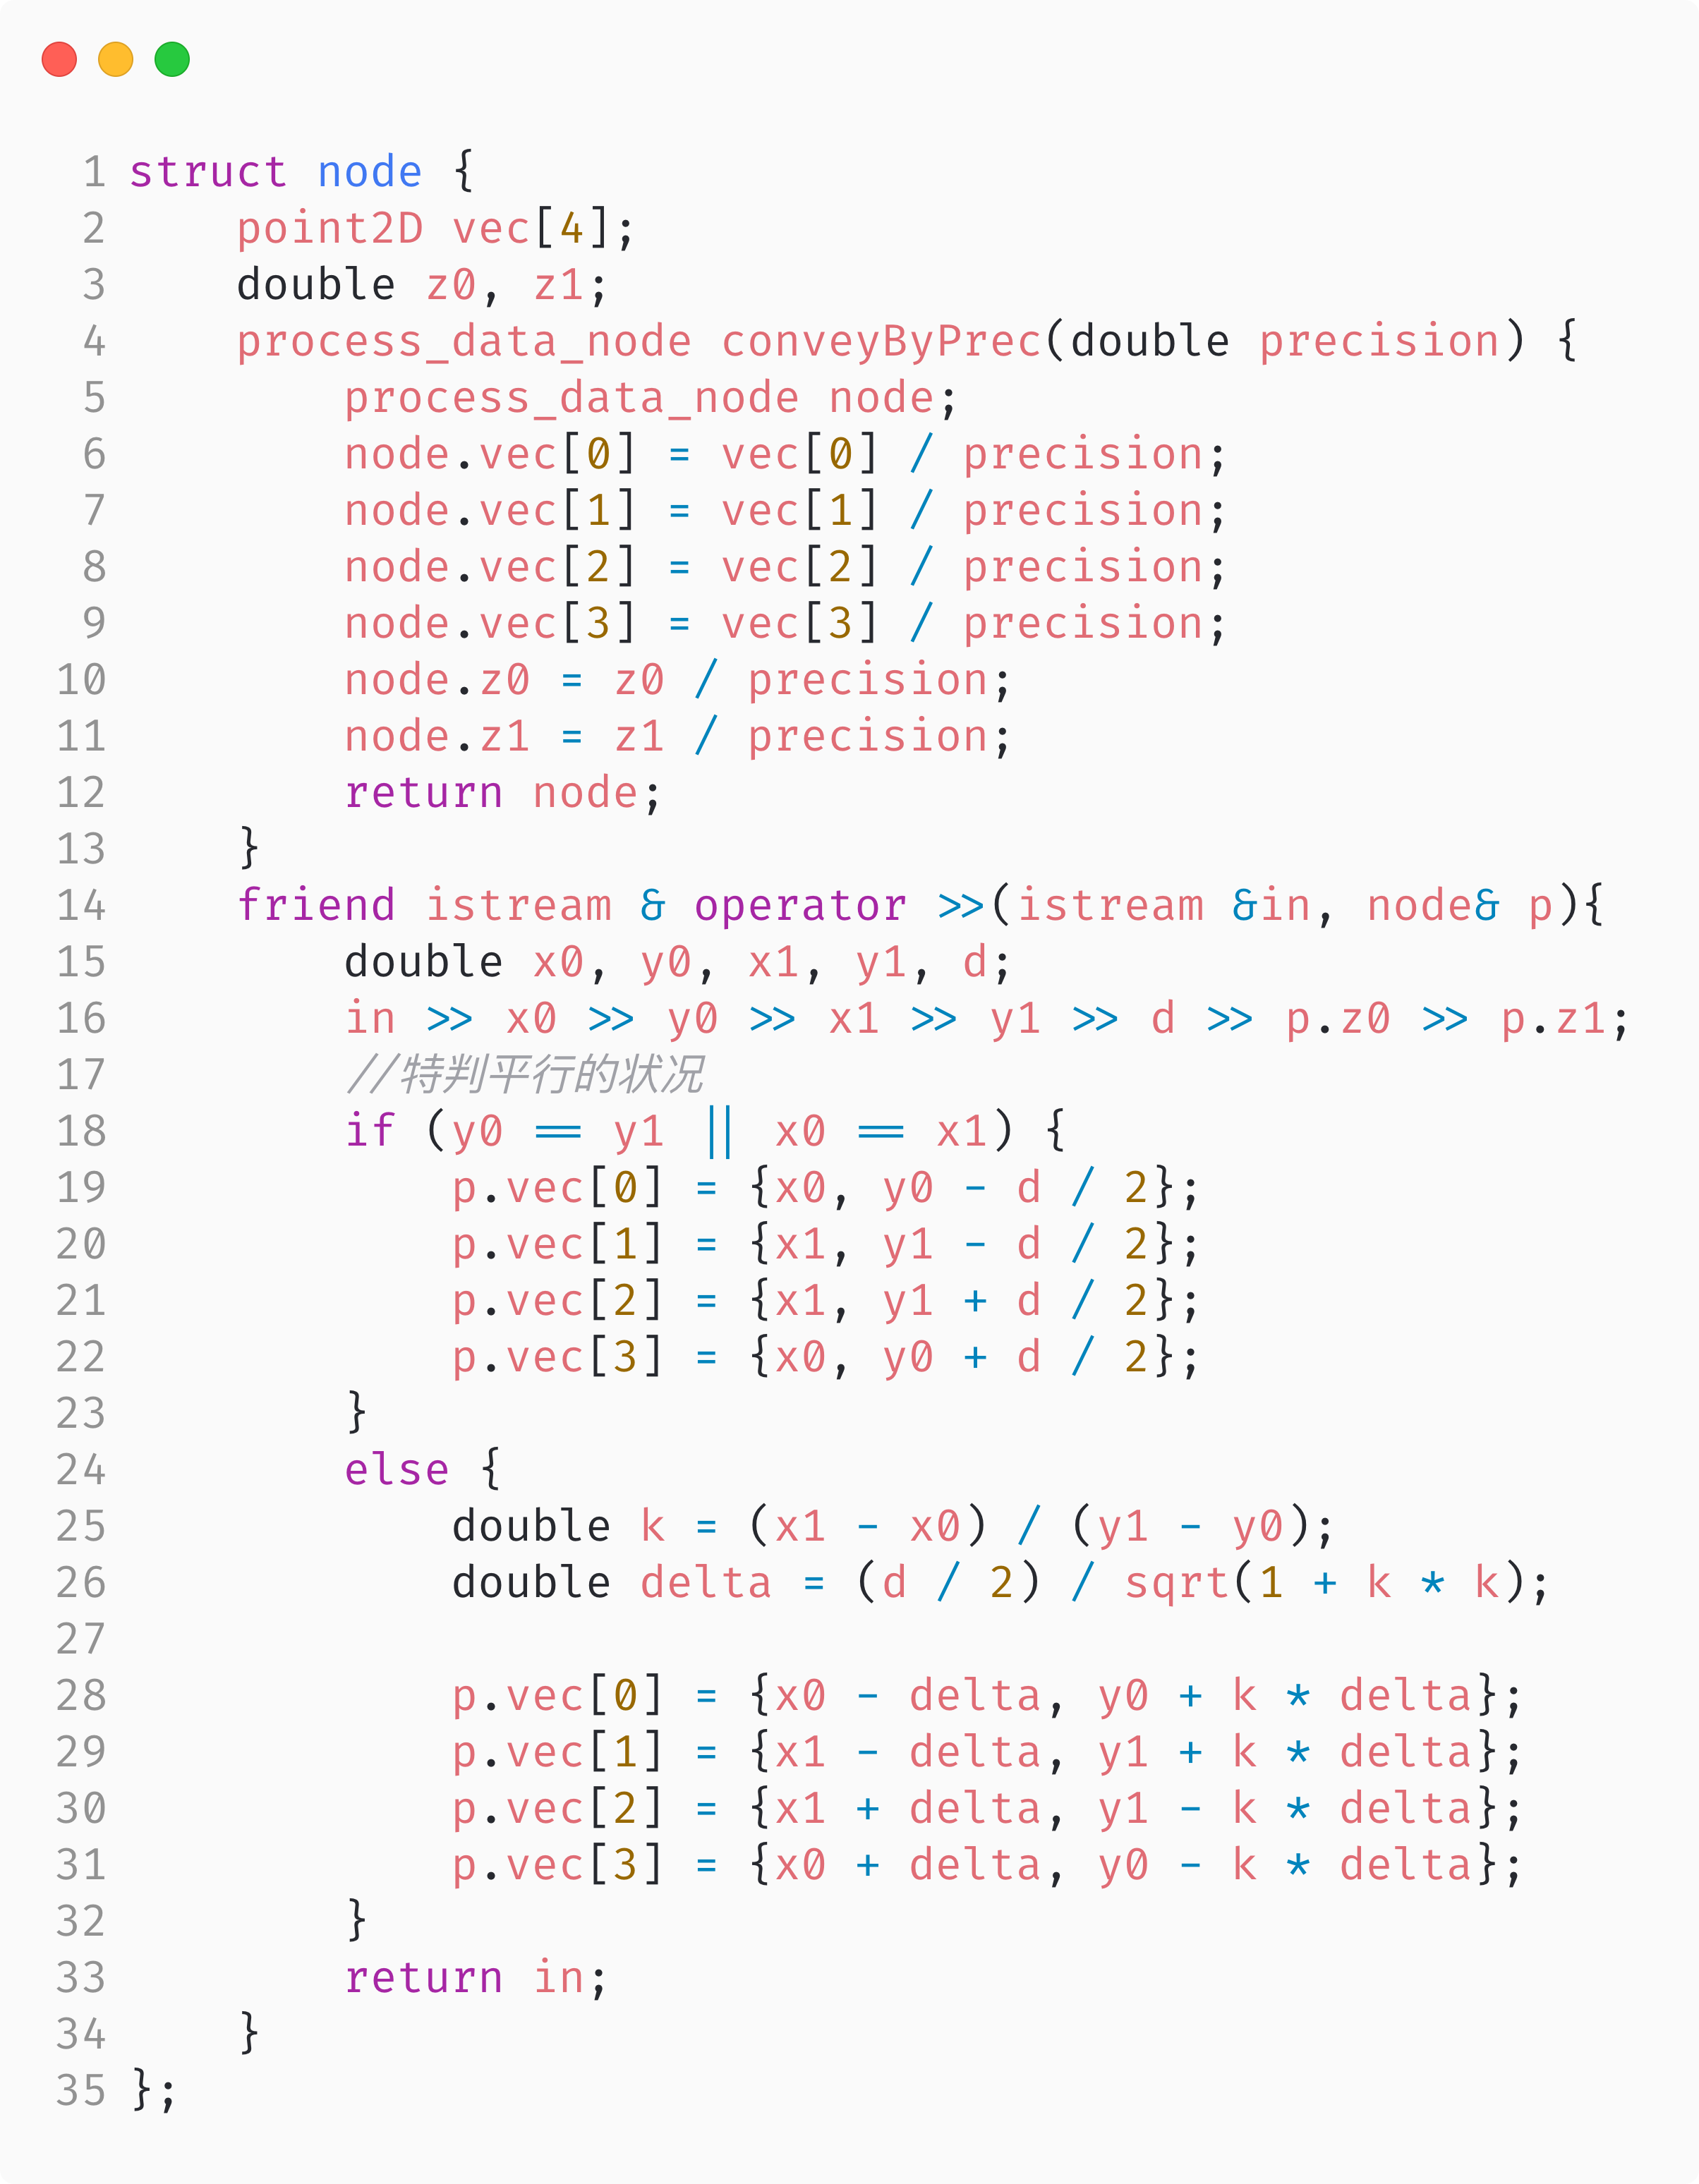 1 struct node {
2     point2D vec[4];
3     double z0, z1;
4     process_data_node conveyByPrec(double precision) {
5         process_data_node node;
6         node.vec[0] = vec[0] / precision;
7         node.vec[1] = vec[1] / precision;
8         node.vec[2] = vec[2] / precision;
9         node.vec[3] = vec[3] / precision;
10         node.z0 = z0 / precision;
11         node.z1 = z1 / precision;
12         return node;
13     }
14     friend istream & operator >>(istream &in, node& p){
15         double x0, y0, x1, y1, d;
16         in >> x0 >> y0 >> x1 >> y1 >> d >> p.z0 >> p.z1;
17         //特判平行的状况
18         if (y0 == y1 || x0 == x1) {
19             p.vec[0] = {x0, y0 - d / 2};
20             p.vec[1] = {x1, y1 - d / 2};
21             p.vec[2] = {x1, y1 + d / 2};
22             p.vec[3] = {x0, y0 + d / 2};
23         }
24         else {
25             double k = (x1 - x0) / (y1 - y0);
26             double delta = (d / 2) / sqrt(1 + k * k);
27
28             p.vec[0] = {x0 - delta, y0 + k * delta};
29             p.vec[1] = {x1 - delta, y1 + k * delta};
30             p.vec[2] = {x1 + delta, y1 - k * delta};
31             p.vec[3] = {x0 + delta, y0 - k * delta};
32         }
33         return in;
34     }
35 };